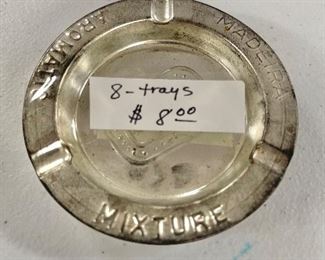 AROMATIC
MADEIRA
8-trays
$ 8.00
MIXTURE